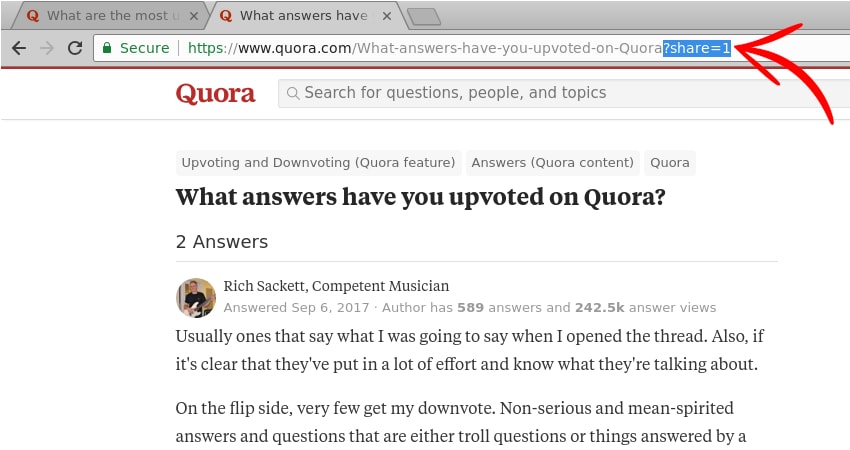 What are the most u
What answers have
Secure https://www.quora.com/What-answers-have-you-upvoted-on-Quora?share=1
Quora Search for questions, people, and topics
Upvoting and Downvoting (Quora feature) Answers (Quora content) Quora
What answers have you upvoted on Quora?
2 Answers
Rich Sackett, Competent Musician
Answered Sep 6, 2017 · Author has 589 answers and 242.5k answer views
Usually ones that say what I was going to say when I opened the thread. Also, if
it's clear that they've put in a lot of effort and know what they're talking about.
On the flip side, very few get my downvote. Non-serious and mean-spirited
answers and questions that are either troll questions or things answered by a